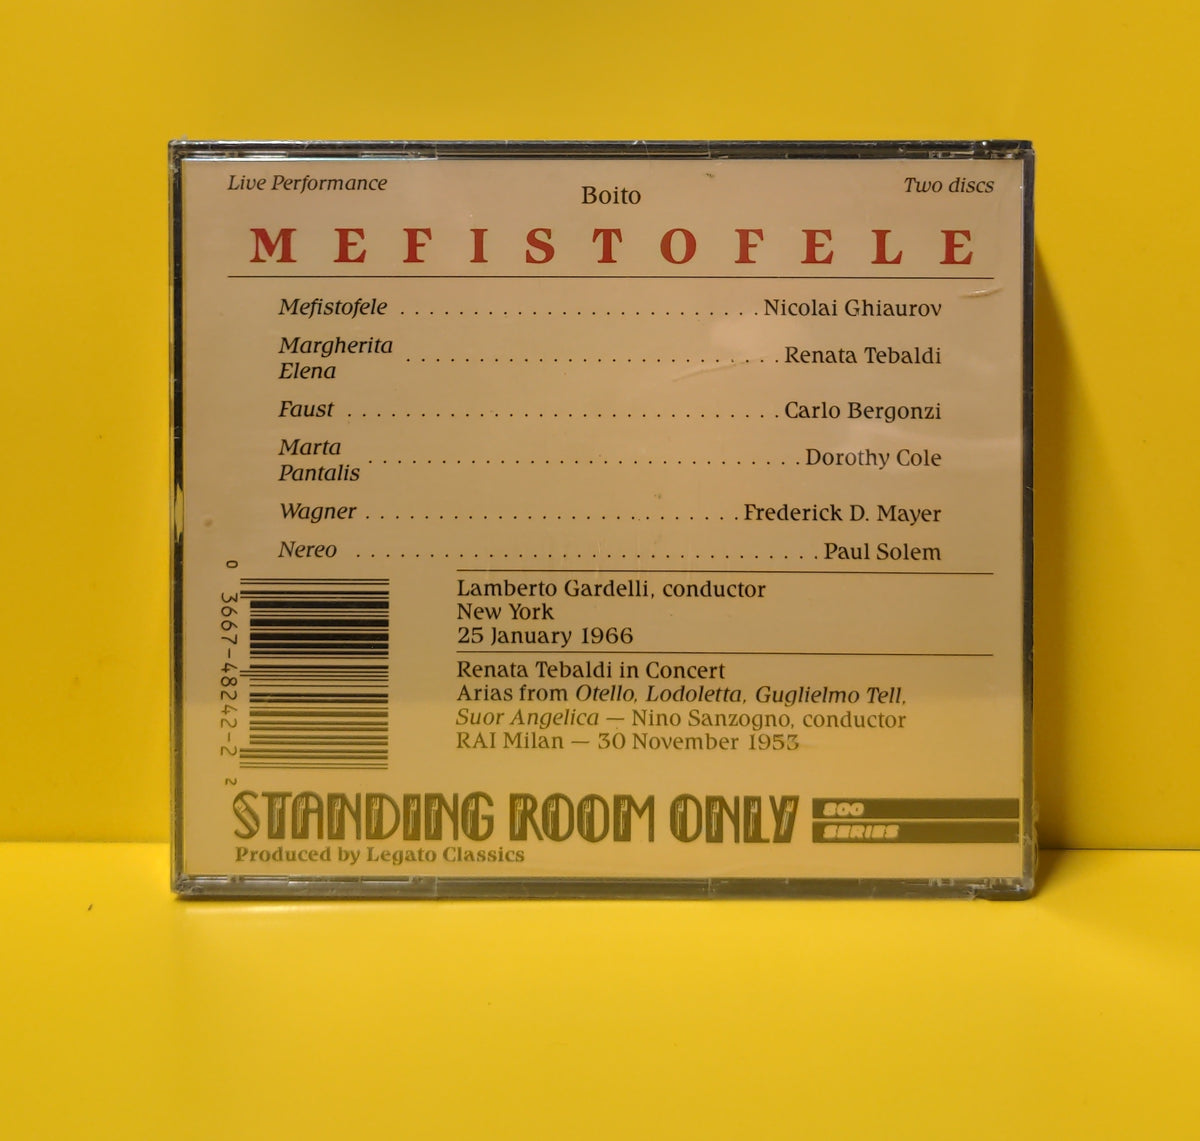 Live Performance
Boito
Two discs
MEFISTOFELE
Mefistofele . . . . . . . . . . . . . . . . . . . . . . . . . Nicolai Ghiaurov
Margherita
Elena . . . . . . . . . . . . . . . . . . . . . . . . . . Renata Tebaldi
Faust . . . . . . . . . . . . . . . . . . . . . . . . . . . . . . Carlo Bergonzi
Marta
Pantalis . . . . . . . . . . . . . . . . . . . . . . . . . . . . . Dorothy Cole
Wagner . . . . . . . . . . . . . . . . . . . . . . . . . . Frederick D. Mayer
Nereo . . . . . . . . . . . . . . . . . . . . . . . . . . . . . . . . Paul Solem
Lamberto Gardelli, conductor
New York
25 January 1966
Renata Tebaldi in Concert
Arias from Otello, Lodoletta, Guglielmo Tell,
Suor Angelica — Nino Sanzogno, conductor
RAI Milan — 30 November 1953
0 3667-48242-2 2
STANDING ROOM ONLY
800
SERIES
Produced by Legato Classics